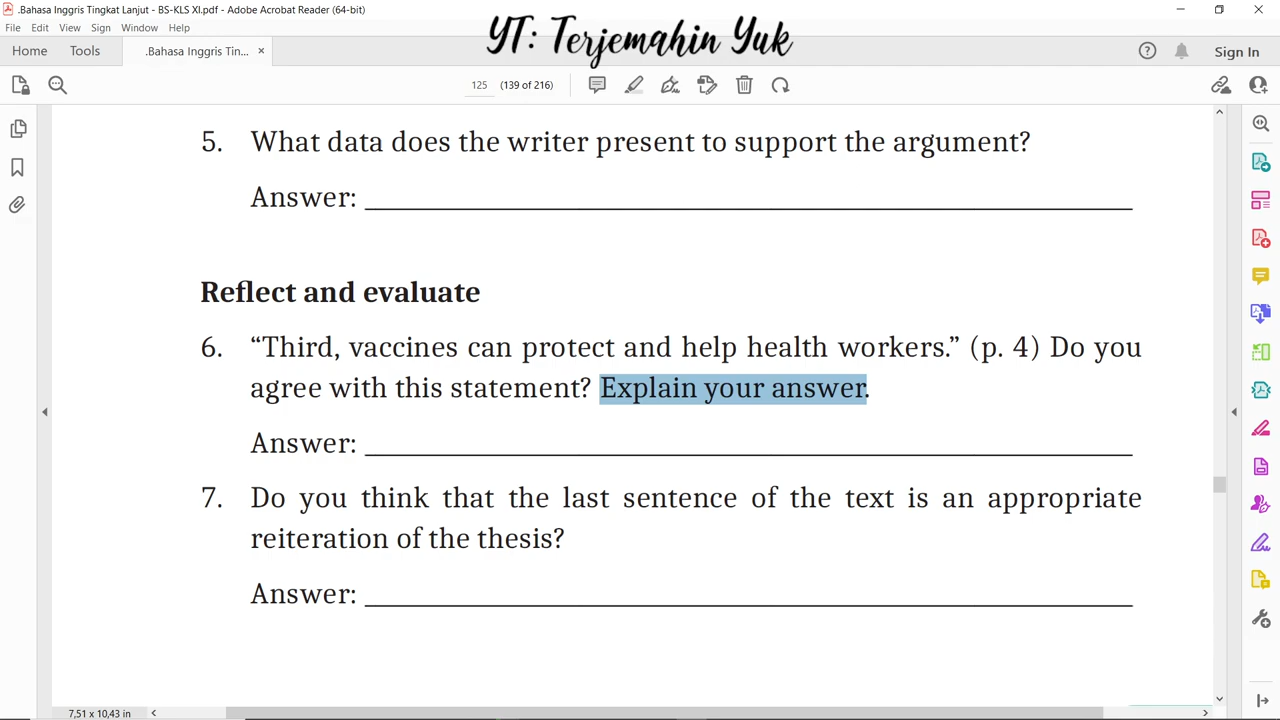 .Bahasa Inggris Tingkat Lanjut - BS-KLS XI.pdf - Adobe Acrobat Reader (64-bit)
File Edit View Sign Window Help
YT: Terjemahin Yuk
Home Tools .Bahasa Inggris Tin... × Sign In
125 (139 of 216)
5. What data does the writer present to support the argument?
Answer: ____________________
Reflect and evaluate
6. “Third, vaccines can protect and help health workers.” (p. 4) Do you
agree with this statement? Explain your answer.
Answer: ____________________
7. Do you think that the last sentence of the text is an appropriate
reiteration of the thesis?
Answer: ____________________
7,51 x 10,43 in